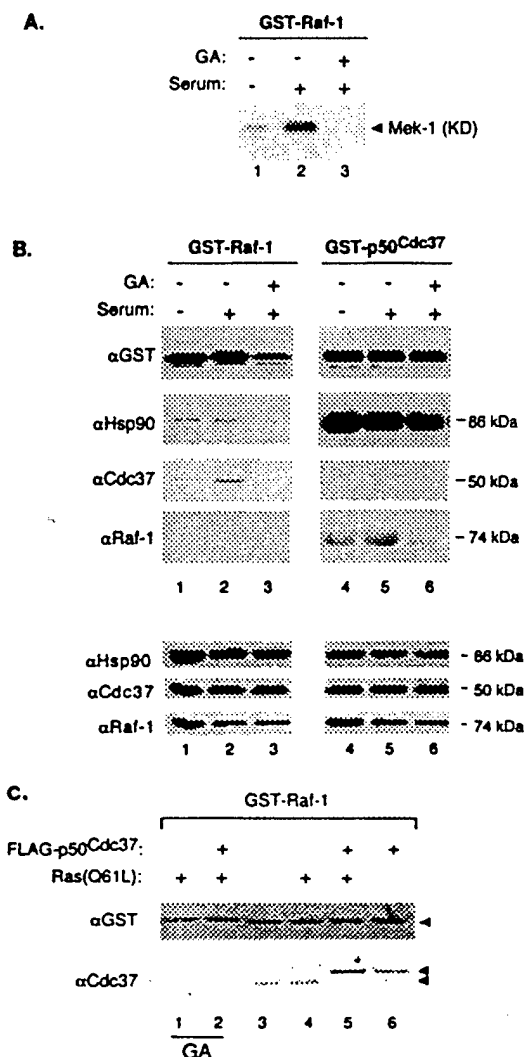 A.
GST-Raf-1
GA: - - +
Serum: - + +
◄ Mek-1 (KD)
1 2 3
B.
GST-Raf-1 GST-p50Cdc37
GA: - - + - - +
Serum: - + + - + +
αGST
αHsp90 - 86 kDa
αCdc37 - 50 kDa
αRaf-1 - 74 kDa
1 2 3 4 5 6
αHsp90 - 86 kDa
αCdc37 - 50 kDa
αRaf-1 - 74 kDa
1 2 3 4 5 6
C.
GST-Raf-1
FLAG-p50Cdc37: + + +
Ras(Q61L): + + + +
αGST ◄
αCdc37 * ◄ ◄
1 2 3 4 5 6
GA